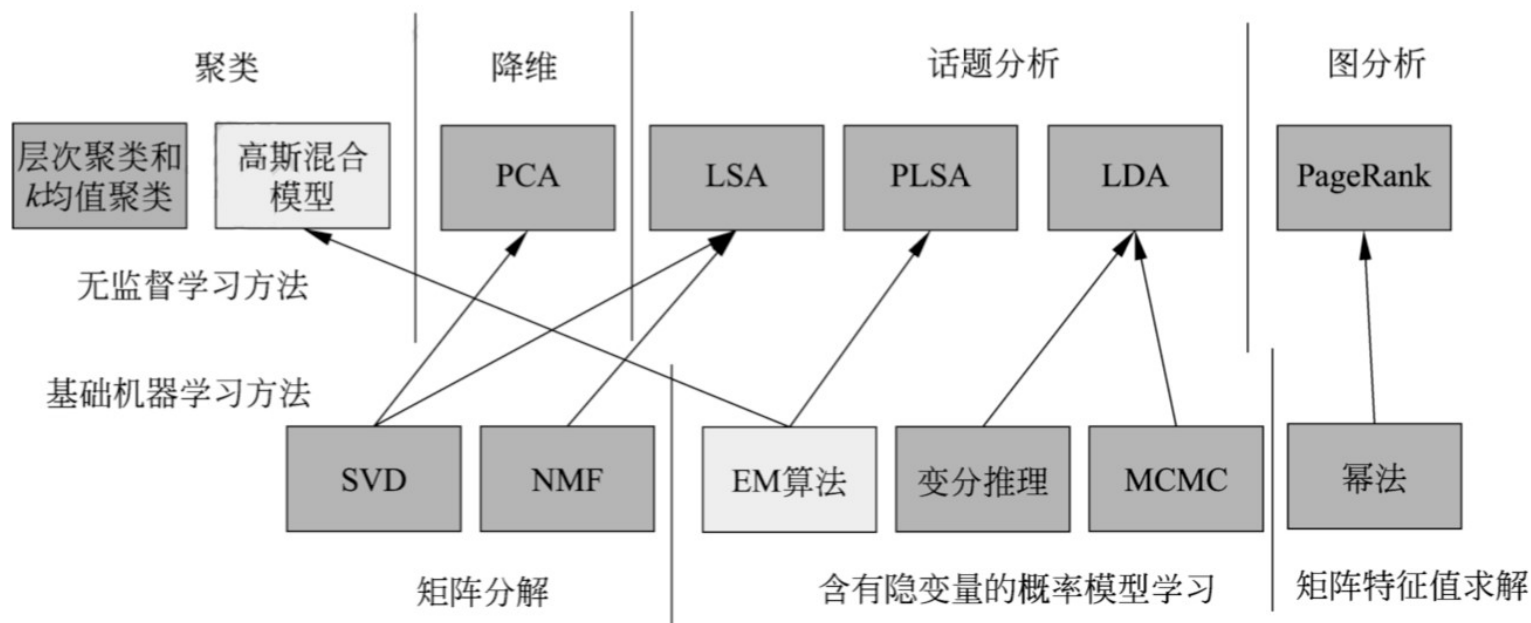 聚类
降维
话题分析
图分析
层次聚类和
k均值聚类
高斯混合
模型
PCA
LSA
PLSA
LDA
PageRank
无监督学习方法
基础机器学习方法
SVD
NMF
EM算法
变分推理
MCMC
幂法
矩阵分解
含有隐变量的概率模型学习
矩阵特征值求解